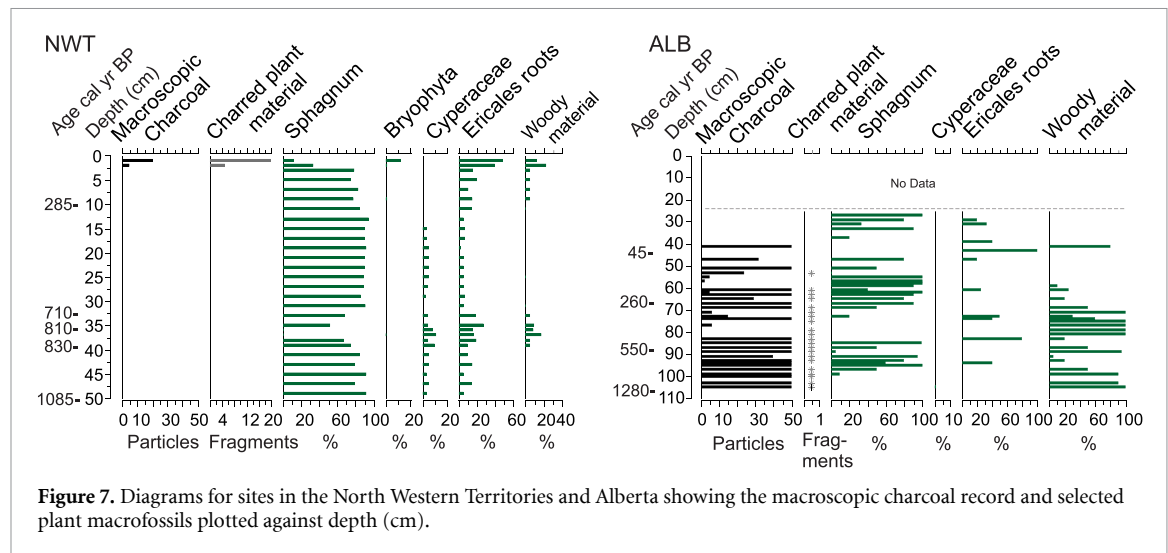 NWT
Age cal yr BP
Depth (cm)
Macroscopic
Charcoal
Charred plant
material
Sphagnum
Bryophyta
Cyperaceae
Ericales roots
Woody
material
0
5
10
15
20
25
30
35
40
45
50
285-
710-
810-
830-
1085-
0 10 20 30 40 50
4 12 20
20 60 100
20
20
20 60
20 40
Particles
Fragments
%
%
%
%
%
ALB
Age cal yr BP
Depth (cm)
Macroscopic
Charcoal
Charred plant
material
Sphagnum
Cyperaceae
Ericales roots
Woody
material
No Data
0
10
20
30
40
50
60
70
80
90
100
110
45-
260-
550-
1280-
0 10 30 50
1
20 60 100
10
20 60 100
20 60 100
Particles
Frag-
ments
%
%
%
%
Figure 7. Diagrams for sites in the North Western Territories and Alberta showing the macroscopic charcoal record and selected
plant macrofossils plotted against depth (cm).